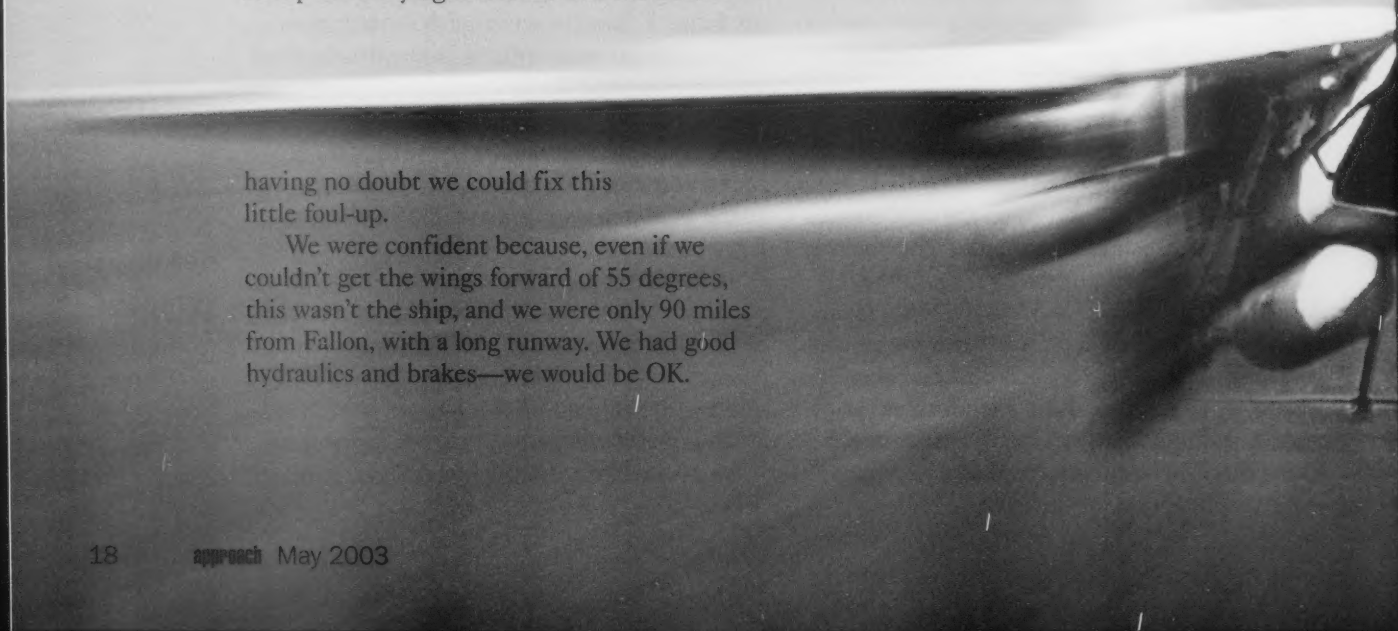 having no doubt we could fix this
little foul-up.
We were confident because, even if we
couldn't get the wings forward of 55 degrees,
this wasn't the ship, and we were only 90 miles
from Fallon, with a long runway. We had good
hydraulics and brakes—we would be OK.
18 approach May 2003